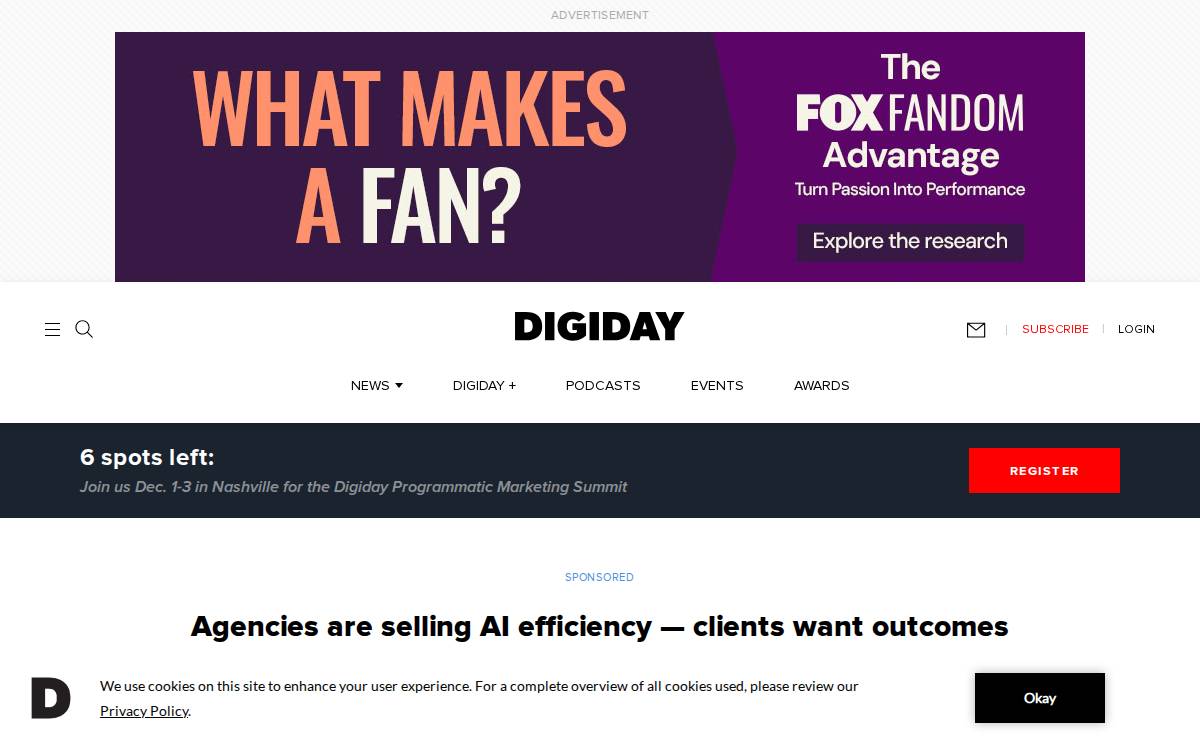 ADVERTISEMENT
WHAT MAKES
A FAN?
The
FOX FANDOM
Advantage
Turn Passion Into Performance
Explore the research
DIGIDAY
SUBSCRIBE
LOGIN
NEWS
DIGIDAY +
PODCASTS
EVENTS
AWARDS
6 spots left:
Join us Dec. 1-3 in Nashville for the Digiday Programmatic Marketing Summit
REGISTER
SPONSORED
Agencies are selling AI efficiency — clients want outcomes
D
We use cookies on this site to enhance your user experience. For a complete overview of all cookies used, please review our
Privacy Policy.
Okay